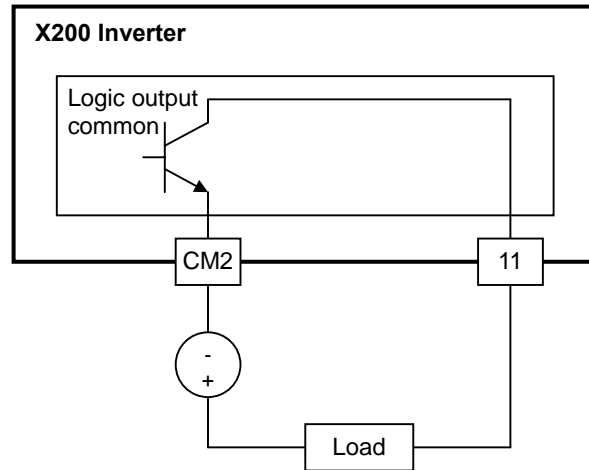 X200 Inverter
Logic output
common
CM2
11
-
+
Load